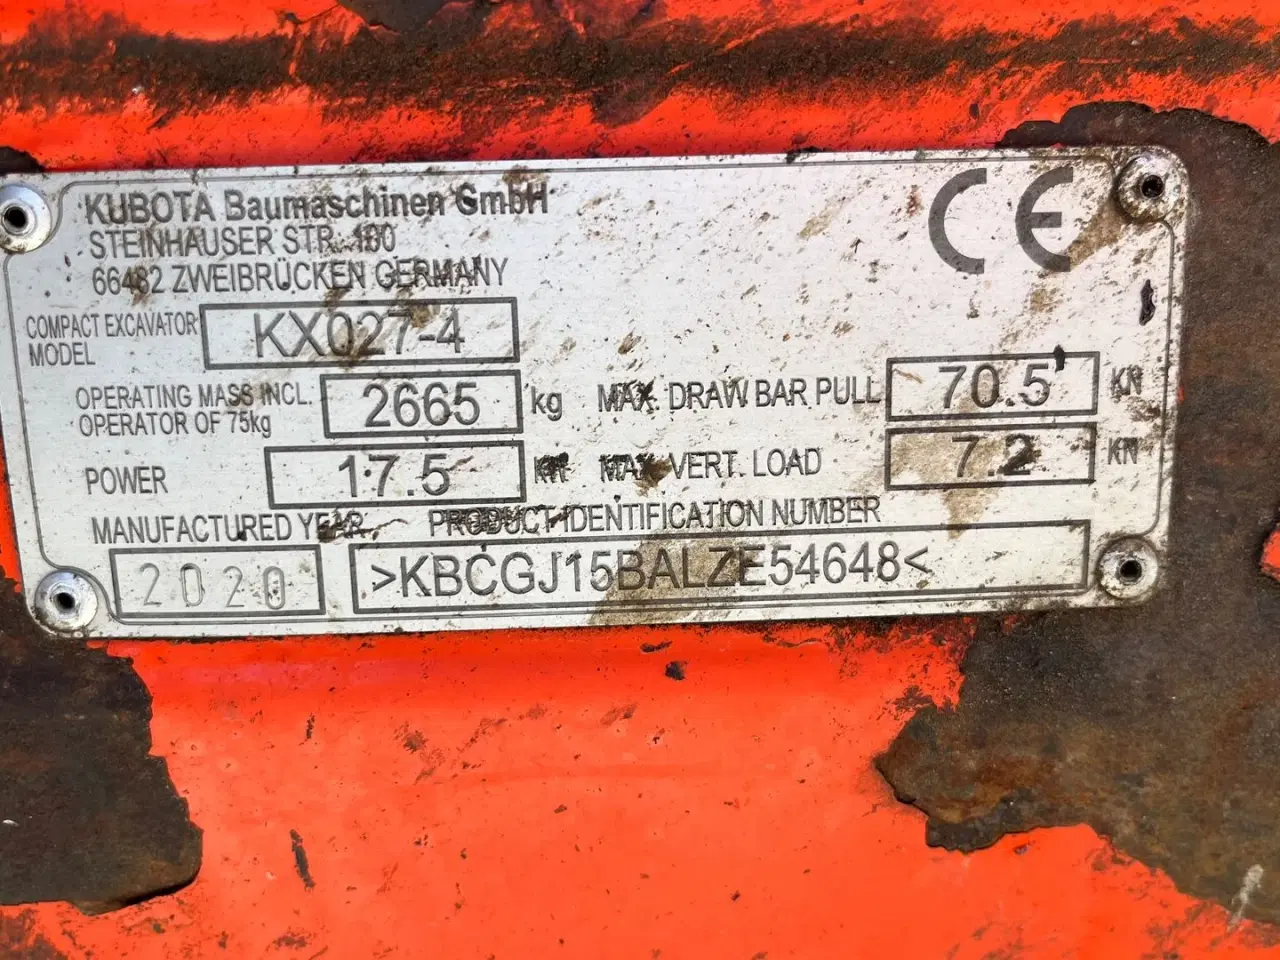 KUBOTA Baumaschinen GmbH
STEINHAUSER STR. 100
66482 ZWEIBRÜCKEN GERMANY
CE
COMPACT EXCAVATOR MODEL KX027-4
OPERATING MASS INCL. OPERATOR OF 75kg 2665 kg
MAX. DRAW BAR PULL 70.5 KN
POWER 17.5 KW
MAX. VERT. LOAD 7.2 KN
MANUFACTURED YEAR
2020
PRODUCT IDENTIFICATION NUMBER
>KBCGJ15BALZE54648<